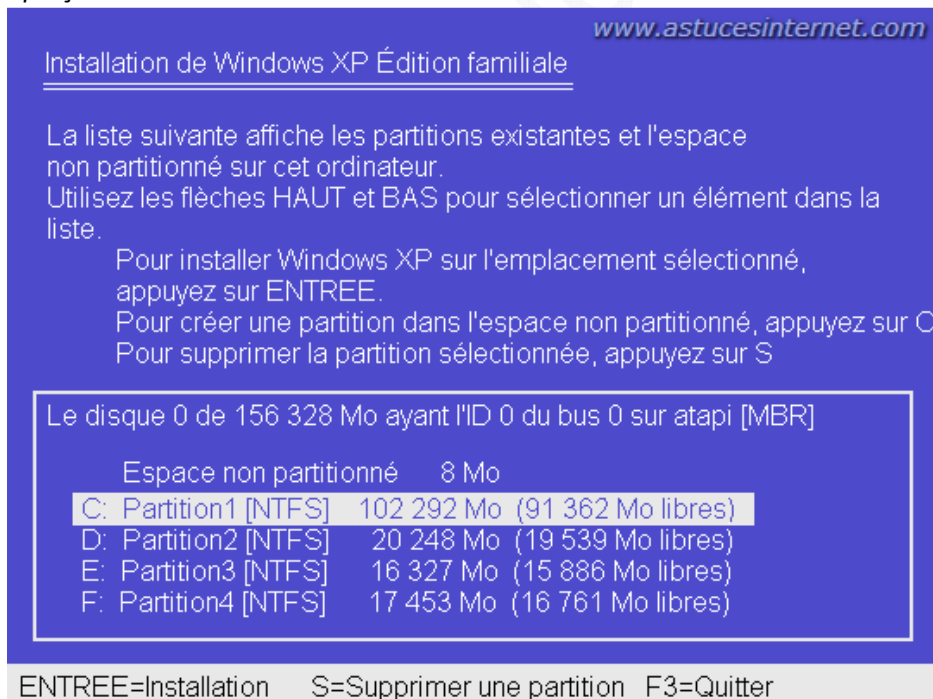 www.astucesinternet.com
Installation de Windows XP Édition familiale
La liste suivante affiche les partitions existantes et l'espace
non partitionné sur cet ordinateur.
Utilisez les flèches HAUT et BAS pour sélectionner un élément dans la
liste.
Pour installer Windows XP sur l'emplacement sélectionné,
appuyez sur ENTREE.
Pour créer une partition dans l'espace non partitionné, appuyez sur C
Pour supprimer la partition sélectionnée, appuyez sur S
Le disque 0 de 156 328 Mo ayant l'ID 0 du bus 0 sur atapi [MBR]
Espace non partitionné 8 Mo
C: Partition1 [NTFS] 102 292 Mo (91 362 Mo libres)
D: Partition2 [NTFS] 20 248 Mo (19 539 Mo libres)
E: Partition3 [NTFS] 16 327 Mo (15 886 Mo libres)
F: Partition4 [NTFS] 17 453 Mo (16 761 Mo libres)
ENTREE=Installation S=Supprimer une partition F3=Quitter